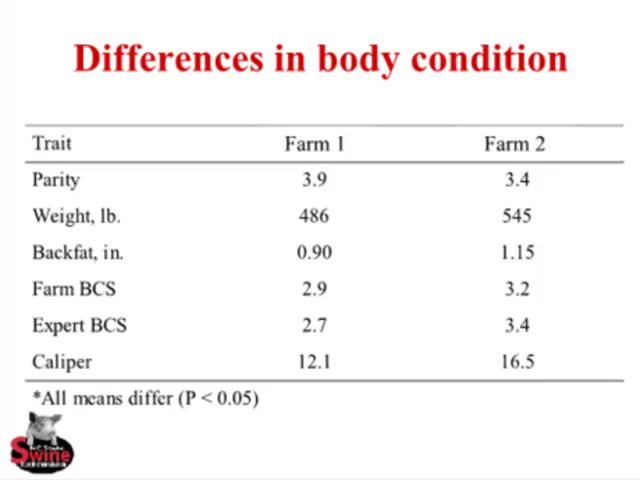 Differences in body condition
Trait Farm 1 Farm 2
Parity 3.9 3.4
Weight, lb. 486 545
Backfat, in. 0.90 1.15
Farm BCS 2.9 3.2
Expert BCS 2.7 3.4
Caliper 12.1 16.5
*All means differ (P < 0.05)
Swine